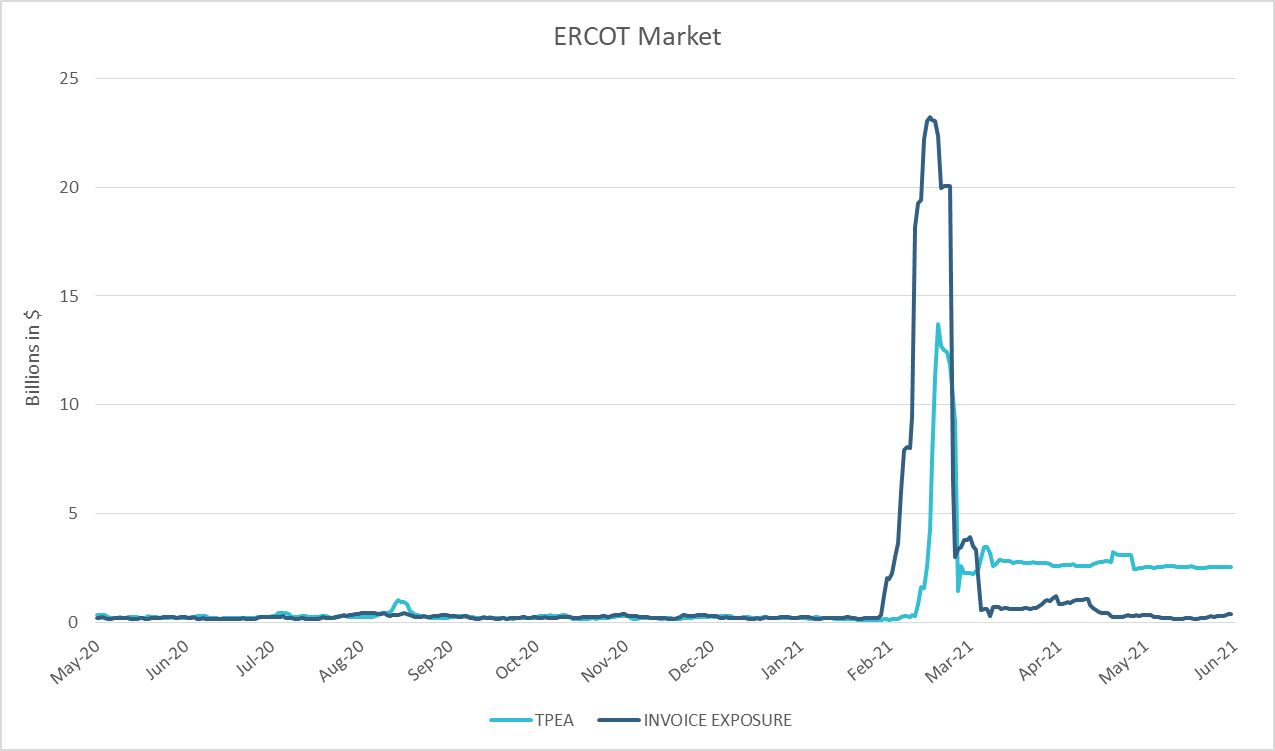 ERCOT Market
25
20
15
10
5
0
Billions in $
May-20 Jun-20 Jul-20 Aug-20 Sep-20 Oct-20 Nov-20 Dec-20 Jan-21 Feb-21 Mar-21 Apr-21 May-21 Jun-21
TPEA INVOICE EXPOSURE